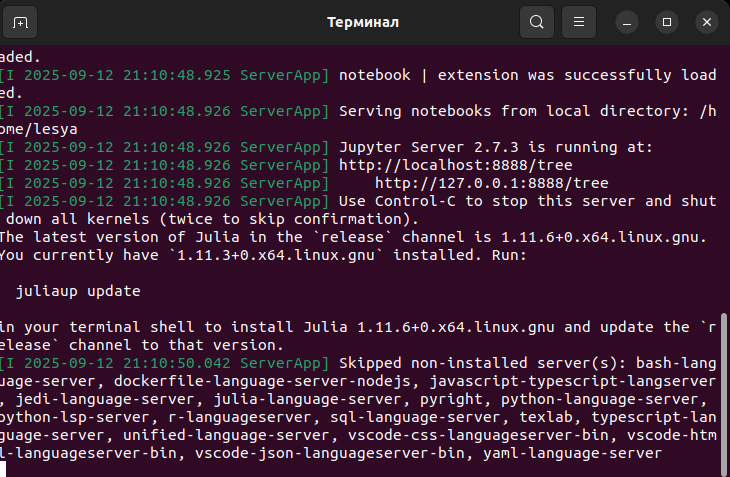 Терминал
aded.
[I 2025-09-12 21:10:48.925 ServerApp] notebook | extension was successfully load
ed.
[I 2025-09-12 21:10:48.926 ServerApp] Serving notebooks from local directory: /h
ome/lesya
[I 2025-09-12 21:10:48.926 ServerApp] Jupyter Server 2.7.3 is running at:
[I 2025-09-12 21:10:48.926 ServerApp] http://localhost:8888/tree
[I 2025-09-12 21:10:48.926 ServerApp]     http://127.0.0.1:8888/tree
[I 2025-09-12 21:10:48.926 ServerApp] Use Control-C to stop this server and shut
 down all kernels (twice to skip confirmation).
The latest version of Julia in the `release` channel is 1.11.6+0.x64.linux.gnu.
You currently have `1.11.3+0.x64.linux.gnu` installed. Run:
  juliaup update
in your terminal shell to install Julia 1.11.6+0.x64.linux.gnu and update the `r
elease` channel to that version.
[I 2025-09-12 21:10:50.042 ServerApp] Skipped non-installed server(s): bash-lang
uage-server, dockerfile-language-server-nodejs, javascript-typescript-langserver
, jedi-language-server, julia-language-server, pyright, python-language-server,
python-lsp-server, r-languageserver, sql-language-server, texlab, typescript-lan
guage-server, unified-language-server, vscode-css-languageserver-bin, vscode-htm
l-languageserver-bin, vscode-json-languageserver-bin, yaml-language-server